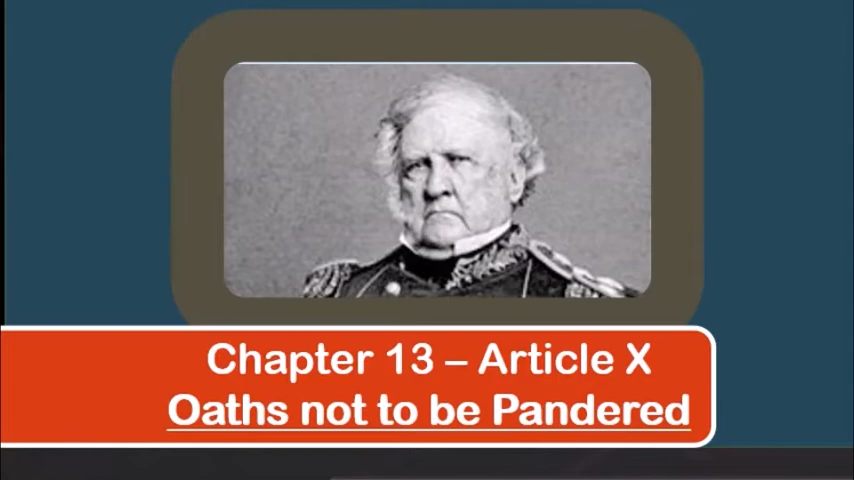 Chapter 13 – Article X
Oaths not to be Pandered